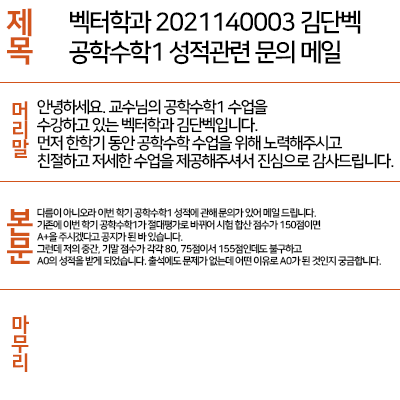 제목
벡터학과 2021140003 김단벡
공학수학1 성적관련 문의 메일
머리말
안녕하세요. 교수님의 공학수학1 수업을
수강하고 있는 벡터학과 김단벡입니다.
먼저 한학기 동안 공학수학 수업을 위해 노력해주시고
친절하고 저세한 수업을 제공해주셔서 진심으로 감사드립니다.
본문
다름이 아니오라 이번 학기 공학수학1 성적에 관해 문의가 있어 메일 드립니다.
기존에 이번 학기 공학수학1가 절대평가로 바뀌어 시험 합산 점수가 150점이면
A+을 주시겠다고 공지가 된 바 있습니다.
그런데 저의 중간, 기말 점수가 각각 80, 75점이서 155점인데도 불구하고
A0의 성적을 받게 되었습니다. 출석에도 문제가 없는데 어떤 이유로 A0가 된 것인지 궁금합니다.
마무리